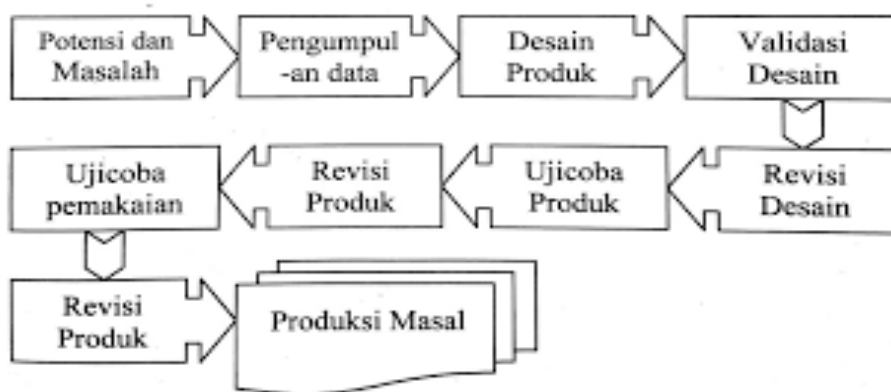 Potensi dan
Masalah
Pengumpul
-an data
Desain
Produk
Validasi
Desain
Revisi
Desain
Ujicoba
Produk
Revisi
Produk
Ujicoba
pemakaian
Revisi
Produk
Produksi Masal